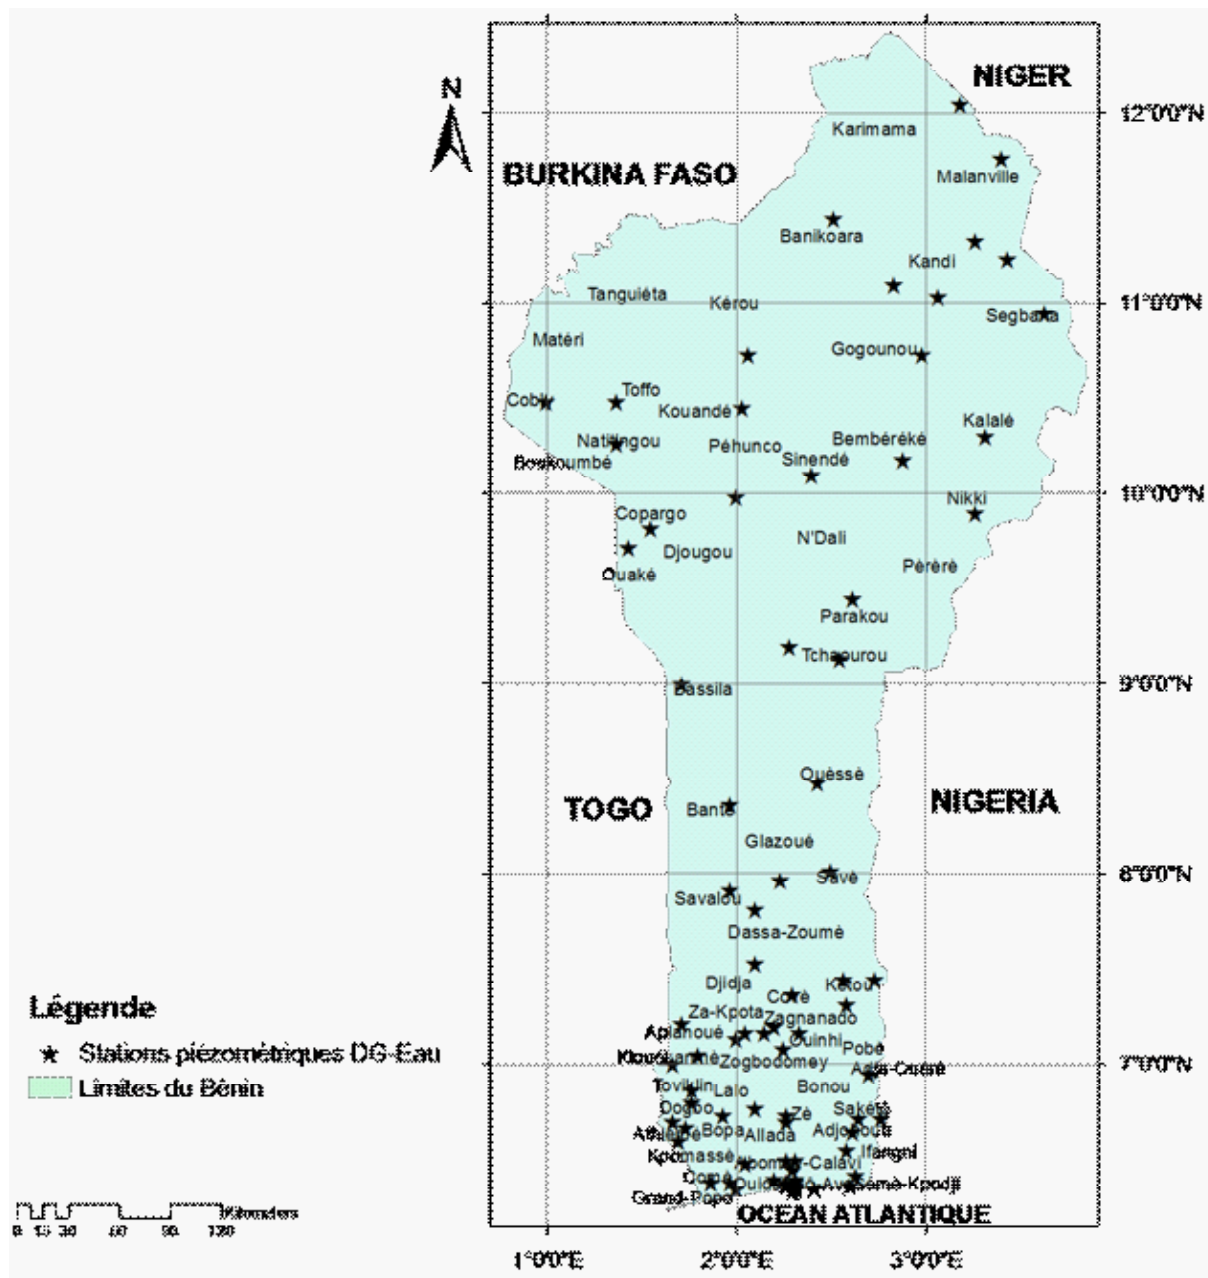 N
NIGER
12°0'0"N
Karimama
BURKINA FASO
Malanville
Banikoara
Kandi
Tanguiéta
Kérou
11°0'0"N
Segbana
Matéri
Gogounou
Toffo
Kouandé
Kalalé
Natitingou
Péhunco
Bembéréké
Boukoumbé
Sinendé
10°0'0"N
Nikki
Copargo
N'Dali
Djougou
Pèrèrè
Ouaké
Parakou
Tchaourou
9°0'0"N
Bassila
Ouèssè
TOGO
Bantè
NIGERIA
Glazoué
8°0'0"N
Savè
Savalou
Dassa-Zoumè
Djidja
Kétou
Covè
Za-Kpota
Zagnanado
Légende
Ouinhi
Pobè
Stations piézométriques DG-Eau
Zogbodomey
7°0'0"N
Limites du Bénin
Toviklin
Lalo
Bonou
Dogbo
Zè
Sakété
Bopa
Allada
Ifangni
Kpomassè
Comè
Grand-Popo
Sèmè-Kpodji
OCEAN ATLANTIQUE
Kilometers
0 15 30 60 90 120
1°0'0"E
2°0'0"E
3°0'0"E